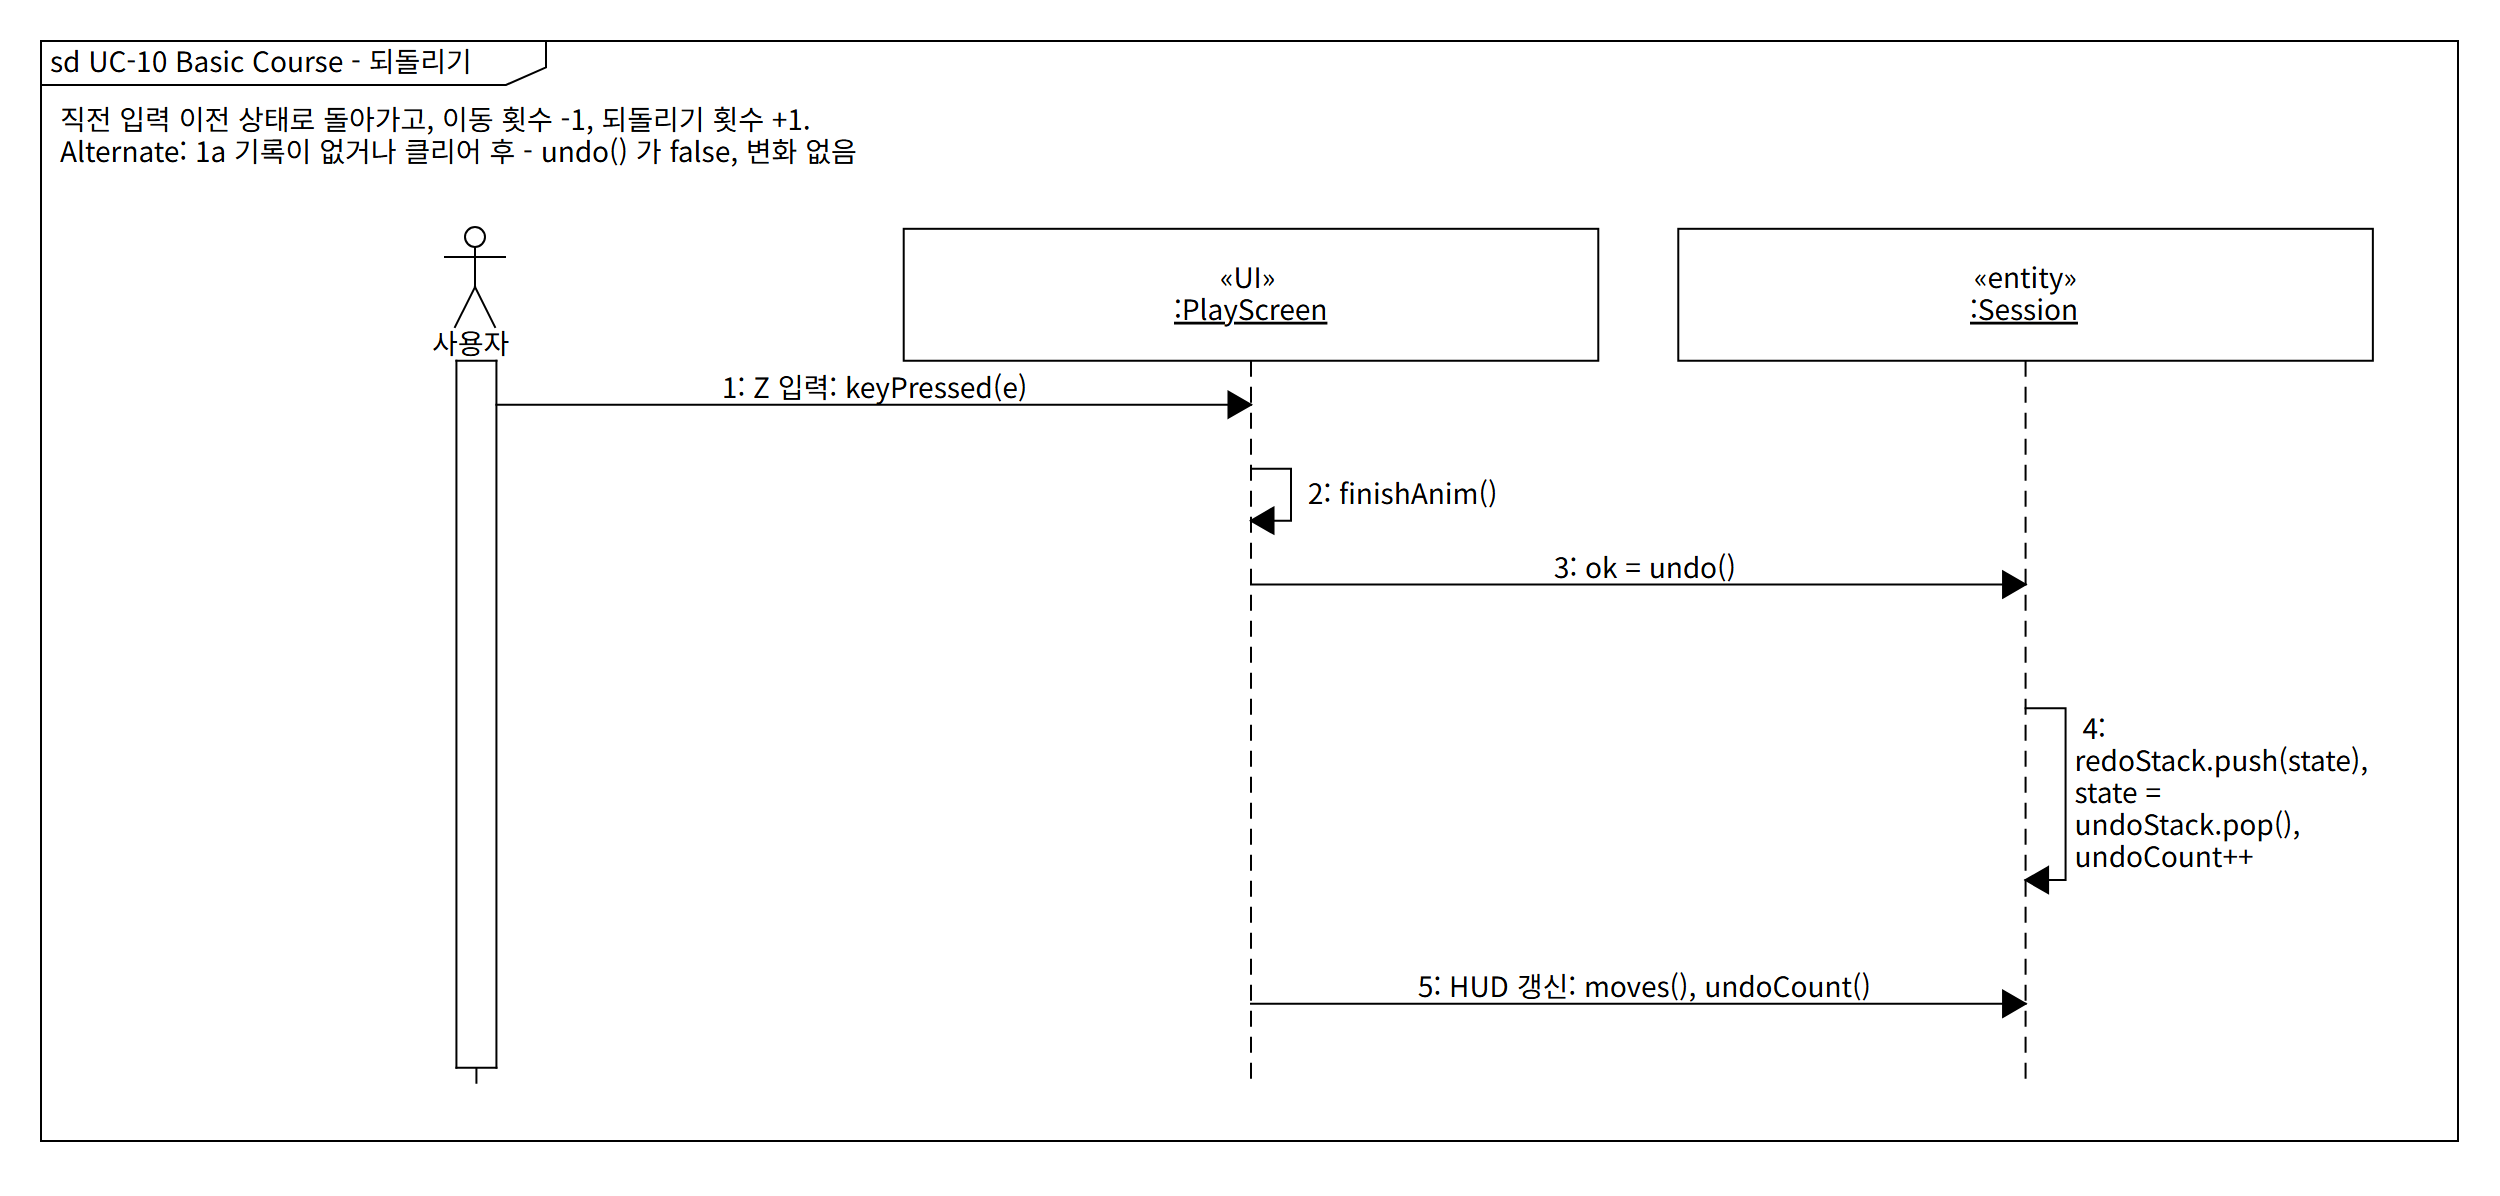 sd UC-10 Basic Course - 되돌리기
직전 입력 이전 상태로 돌아가고, 이동 횟수 -1, 되돌리기 횟수 +1.
Alternate: 1a 기록이 없거나 클리어 후 - undo() 가 false, 변화 없음
«UI»
:PlayScreen
«entity»
:Session
사용자
1: Z 입력: keyPressed(e)
2: finishAnim()
3: ok = undo()
4:
redoStack.push(state),
state =
undoStack.pop(),
undoCount++
5: HUD 갱신: moves(), undoCount()